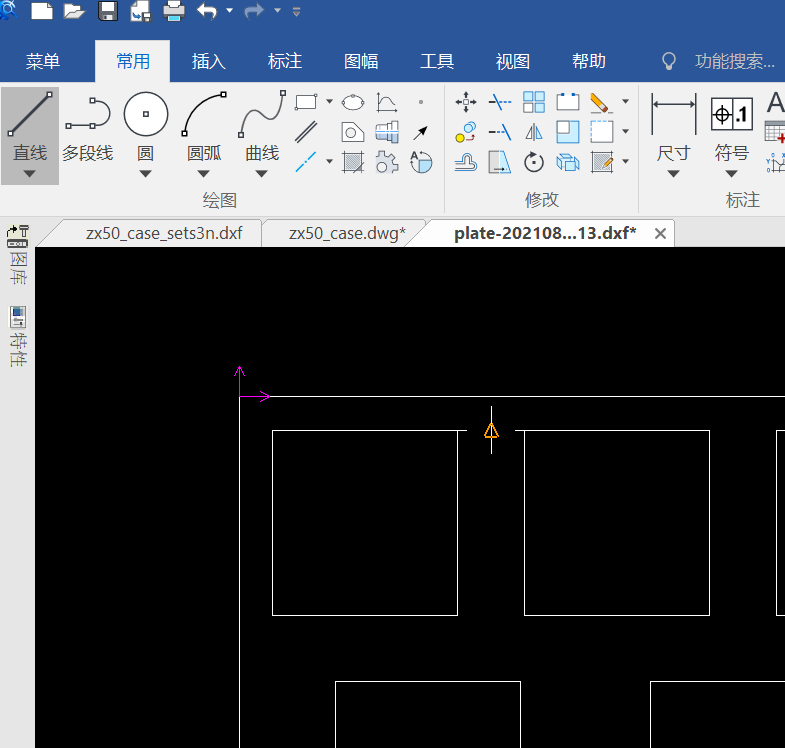 菜单 常用 插入 标注 图幅 工具 视图 帮助 功能搜索...
直线 多段线 圆 圆弧 曲线 尺寸 符号
绘图 修改 标注
zx50_case_sets3n.dxf zx50_case.dwg* plate-202108...13.dxf*
图库
特性